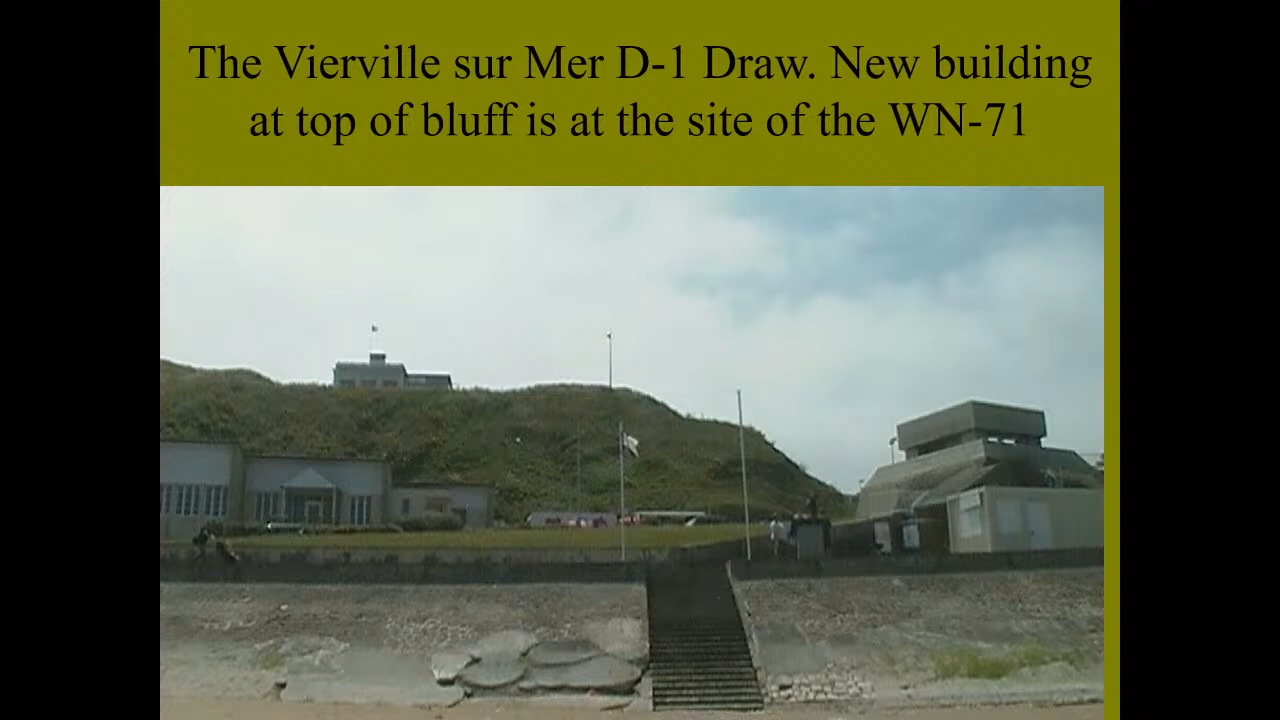 The Vierville sur Mer D-1 Draw. New building
at top of bluff is at the site of the WN-71